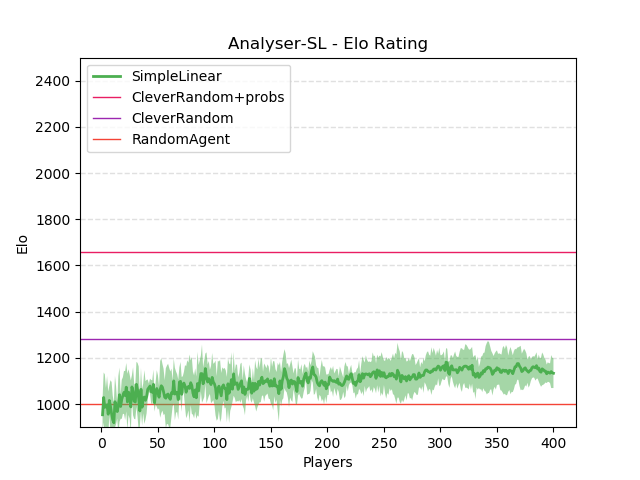 Analyser-SL - Elo Rating
SimpleLinear
CleverRandom+probs
CleverRandom
RandomAgent
Elo
2400
2200
2000
1800
1600
1400
1200
1000
0 50 100 150 200 250 300 350 400
Players